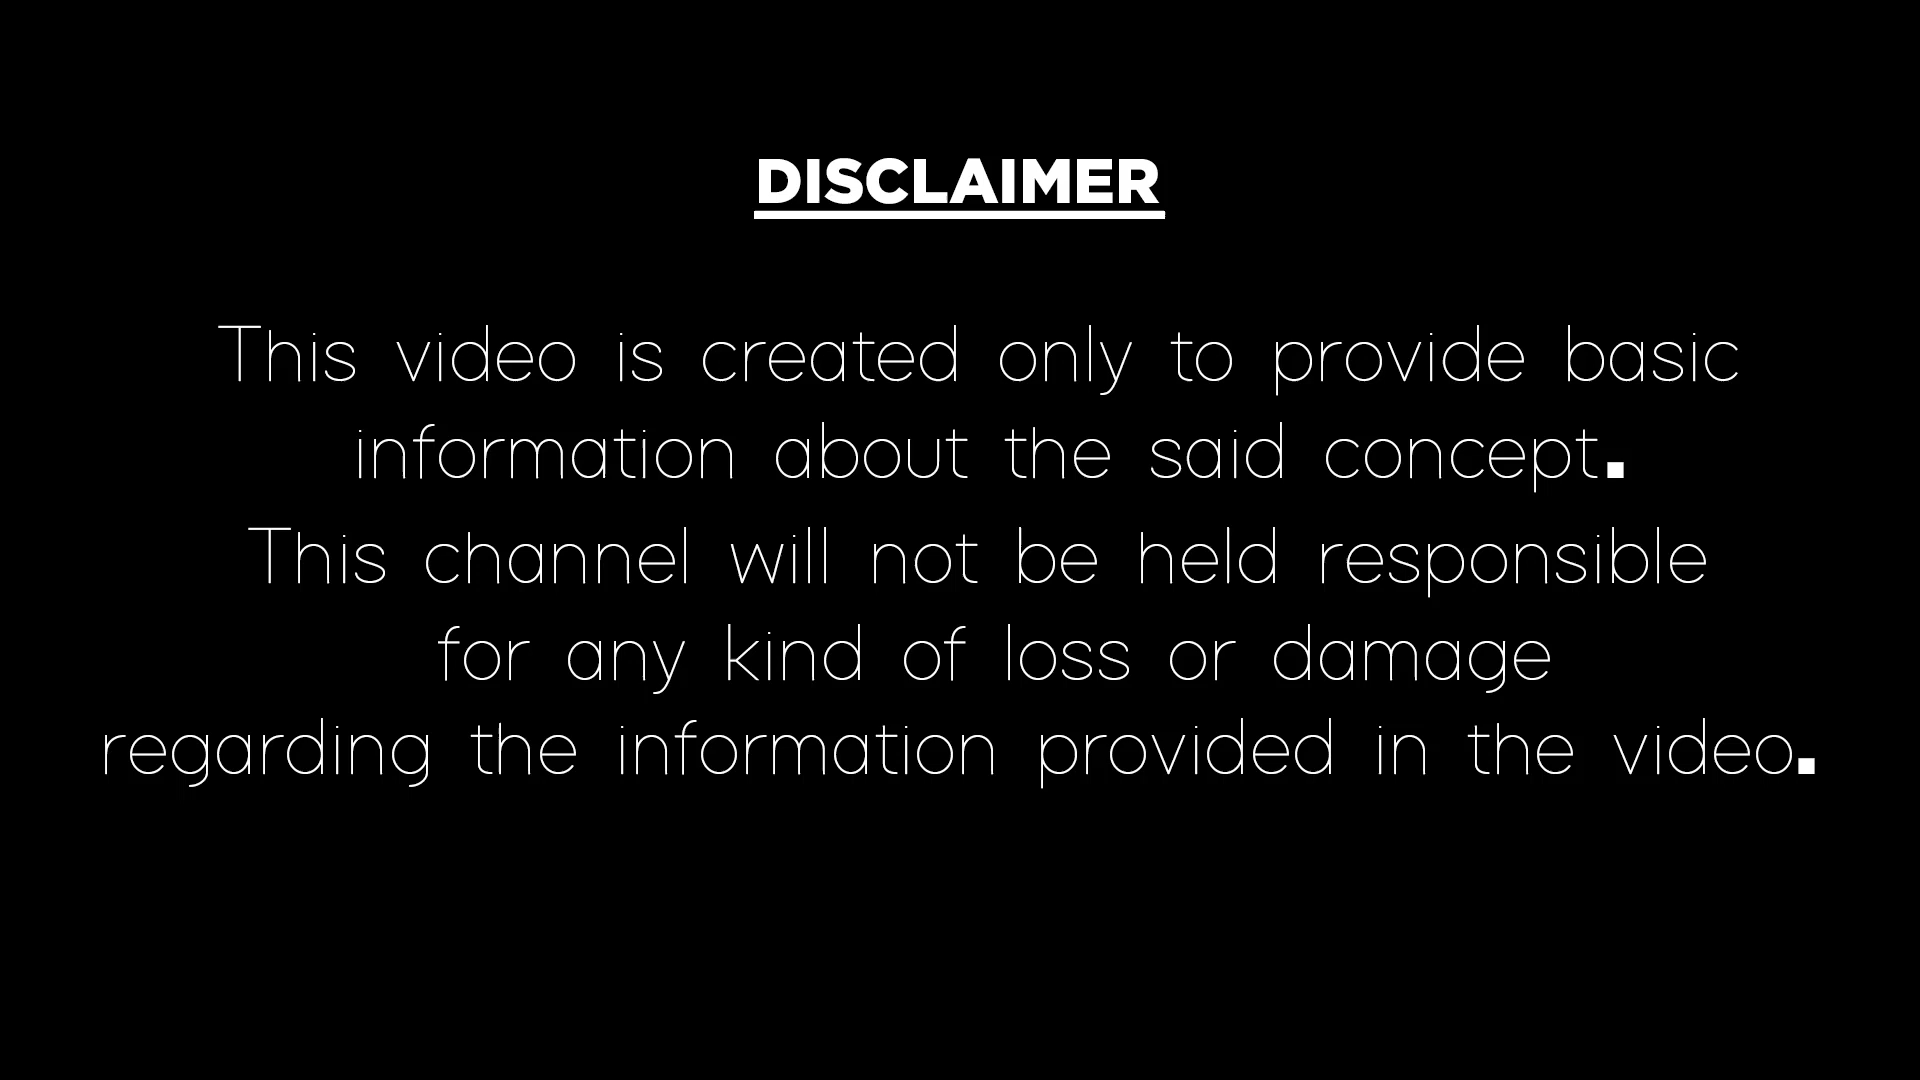 DISCLAIMER
This video is created only to provide basic
information about the said concept.
This channel will not be held responsible
for any kind of loss or damage
regarding the information provided in the video.